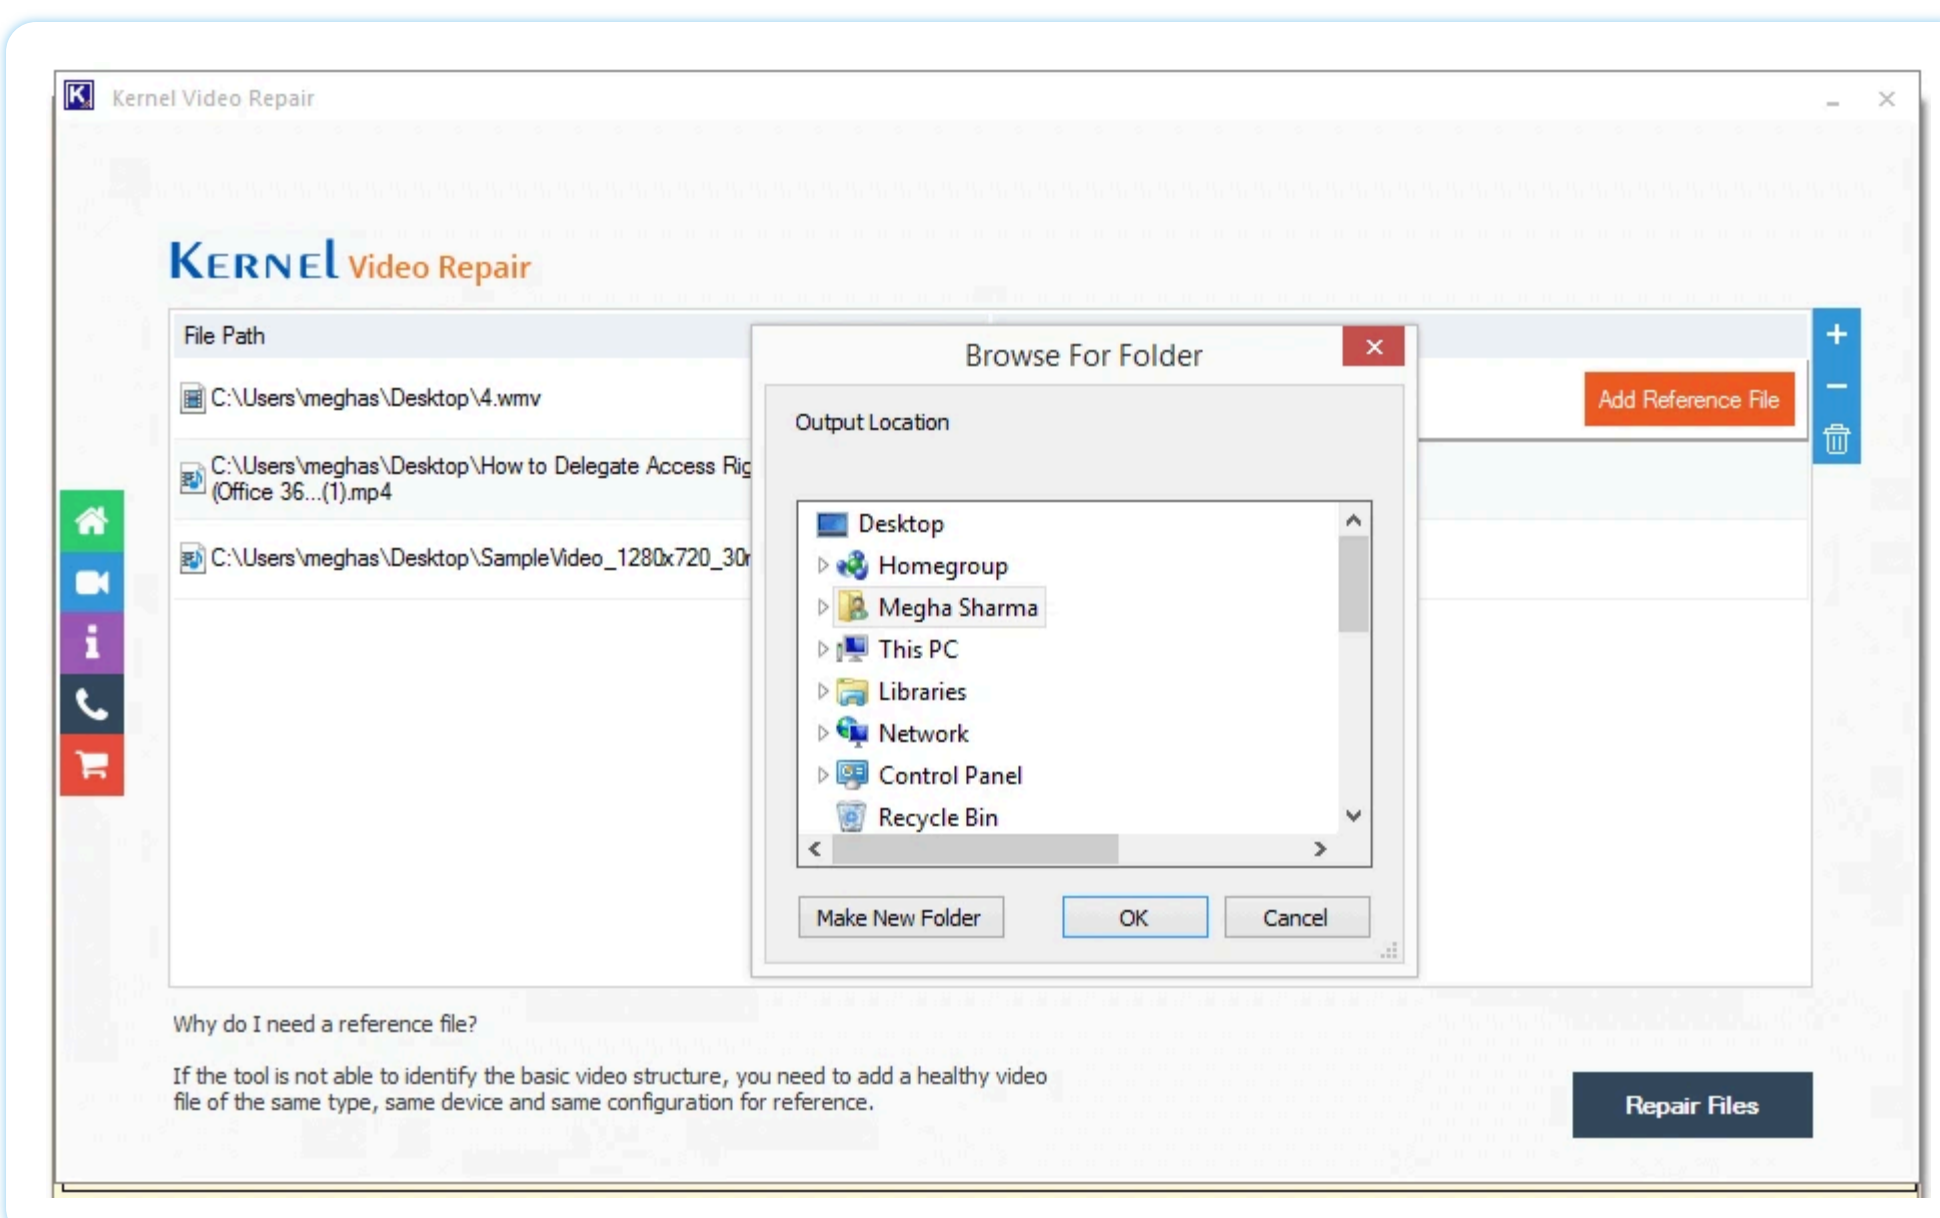 Kernel Video Repair
KERNEL Video Repair
File Path
C:\Users\meghas\Desktop\4.wmv
Add Reference File
C:\Users\meghas\Desktop\How to Delegate Access Rig
(Office 36...(1).mp4
C:\Users\meghas\Desktop\SampleVideo_1280x720_30
Browse For Folder
Output Location
Desktop
Homegroup
Megha Sharma
This PC
Libraries
Network
Control Panel
Recycle Bin
Make New Folder
OK
Cancel
Why do I need a reference file?
If the tool is not able to identify the basic video structure, you need to add a healthy video
file of the same type, same device and same configuration for reference.
Repair Files